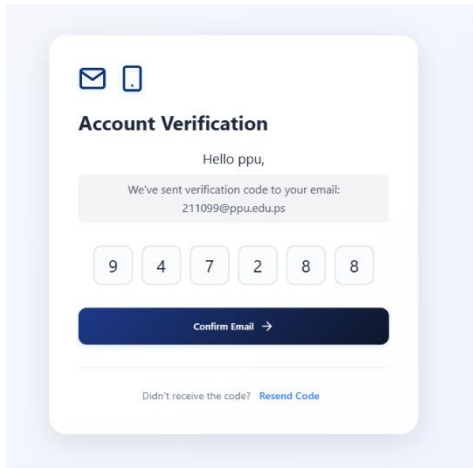 Account Verification
Hello ppu,
We've sent verification code to your email:
211099@ppu.edu.ps
9 4 7 2 8 8
Confirm Email →
Didn't receive the code? Resend Code